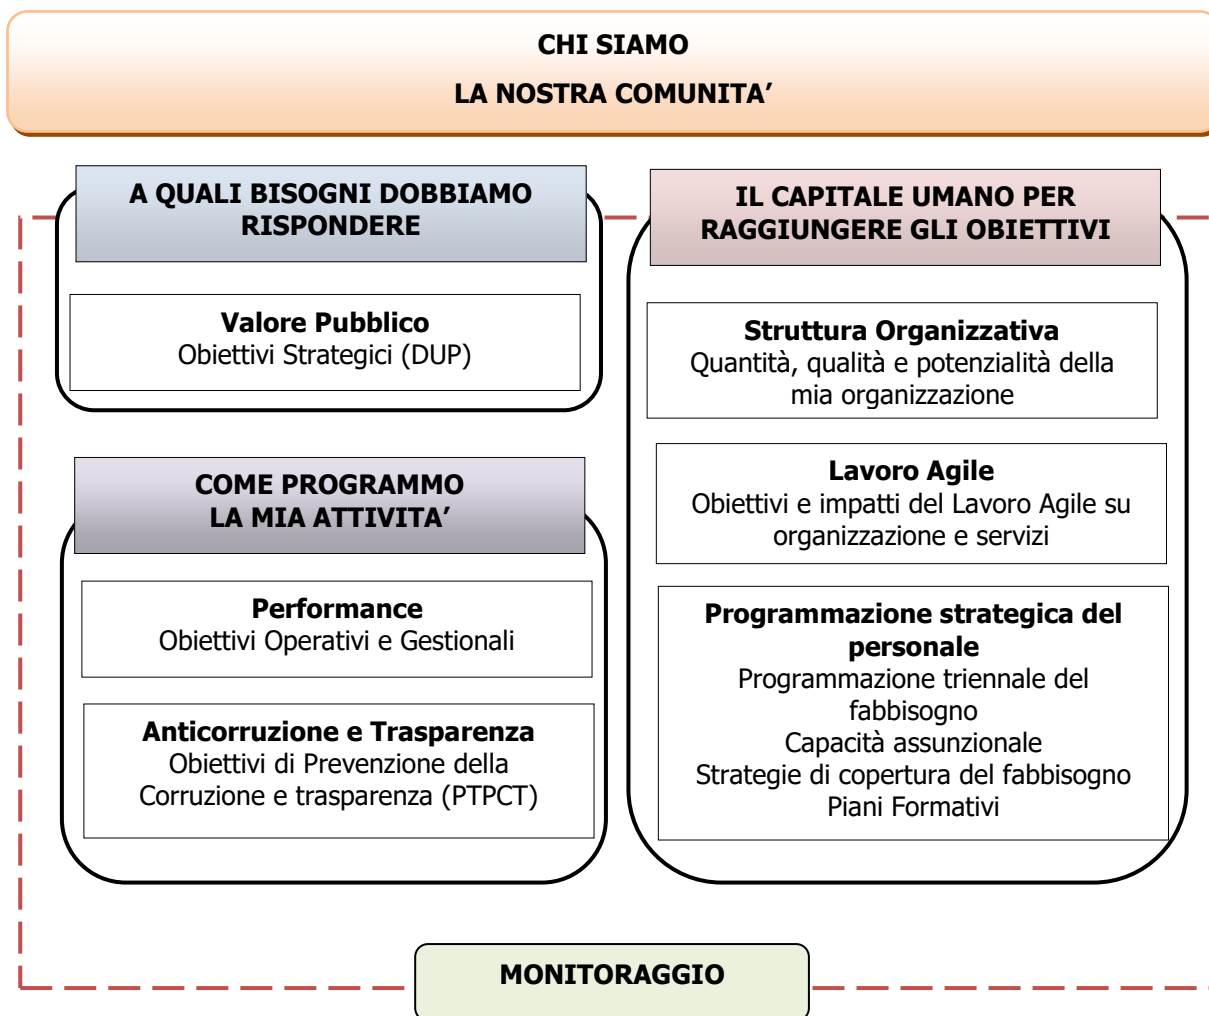 CHI SIAMO
LA NOSTRA COMUNITA’
A QUALI BISOGNI DOBBIAMO
RISPONDERE
Valore Pubblico
Obiettivi Strategici (DUP)
COME PROGRAMMO
LA MIA ATTIVITA’
Performance
Obiettivi Operativi e Gestionali
Anticorruzione e Trasparenza
Obiettivi di Prevenzione della
Corruzione e trasparenza (PTPCT)
IL CAPITALE UMANO PER
RAGGIUNGERE GLI OBIETTIVI
Struttura Organizzativa
Quantità, qualità e potenzialità della
mia organizzazione
Lavoro Agile
Obiettivi e impatti del Lavoro Agile su
organizzazione e servizi
Programmazione strategica del
personale
Programmazione triennale del
fabbisogno
Capacità assunzionale
Strategie di copertura del fabbisogno
Piani Formativi
MONITORAGGIO